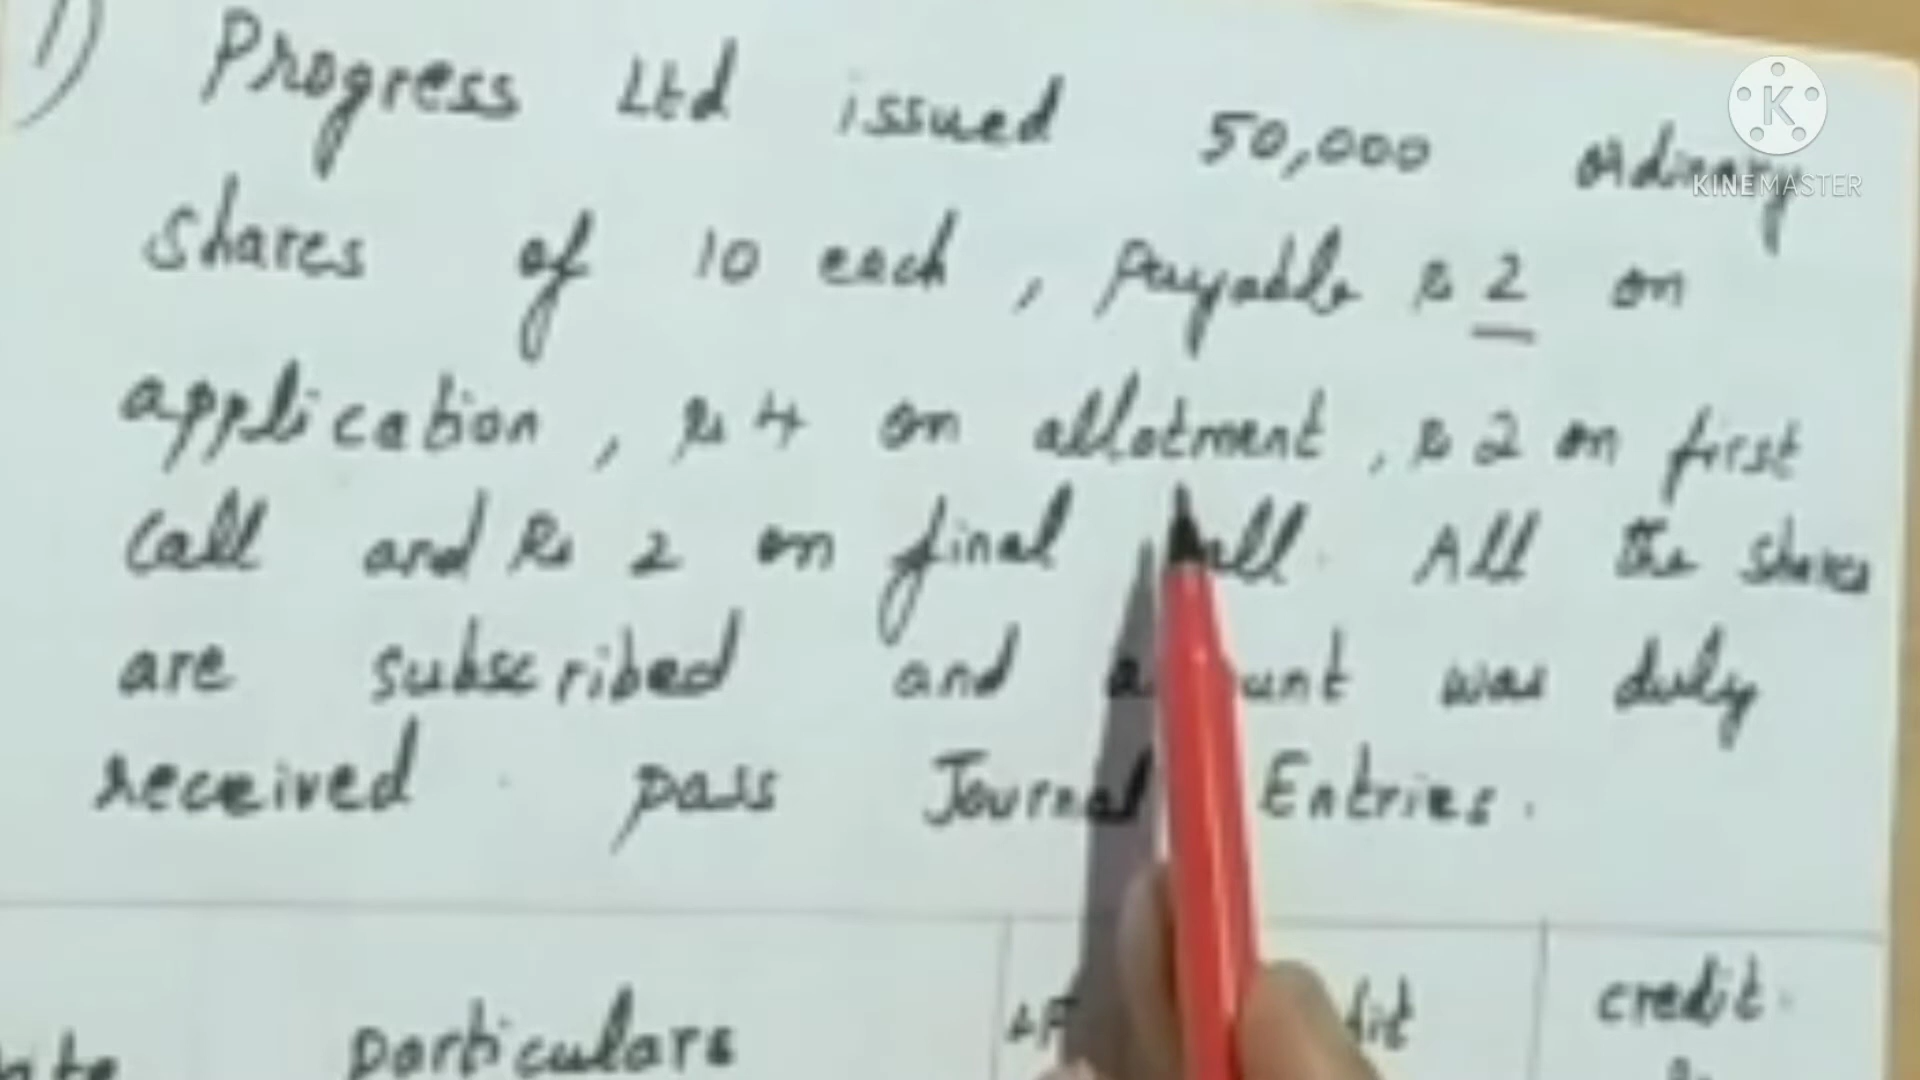 1) Progress Ltd issued 50,000 ordinary
shares of 10 each, payable Rs 2 on
application, Rs 4 on allotment, Rs 2 on first
call and Rs 2 on final call. All the shares
are subscribed and amount was duly
received. pass Journal Entries.
particulars LF credit
K
KINEMASTER